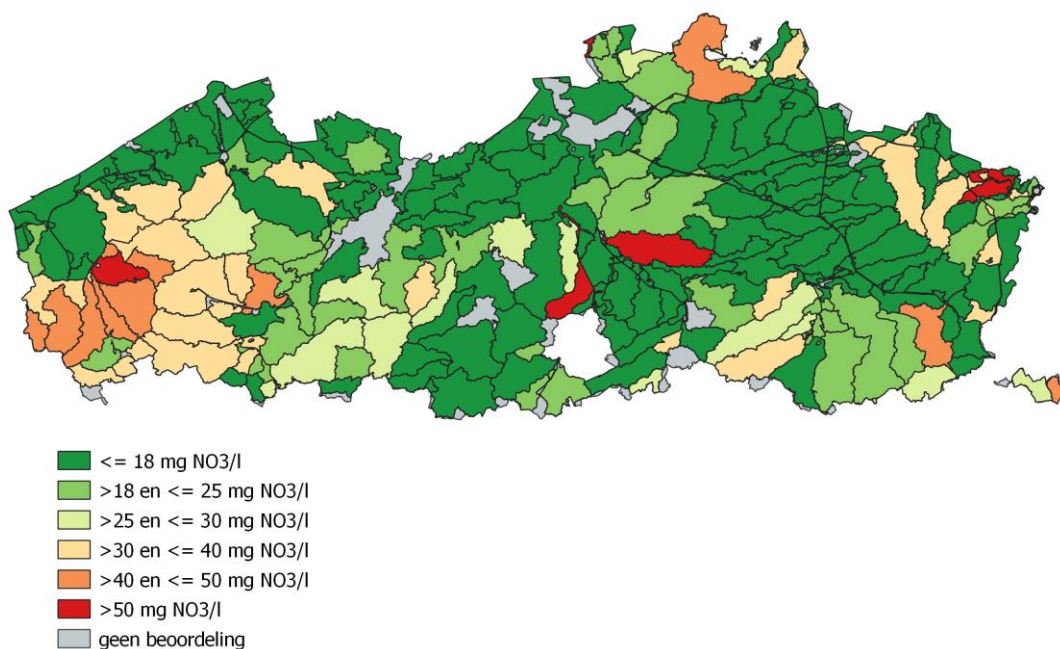 <= 18 mg NO3/l
>18 en <= 25 mg NO3/l
>25 en <= 30 mg NO3/l
>30 en <= 40 mg NO3/l
>40 en <= 50 mg NO3/l
>50 mg NO3/l
geen beoordeling